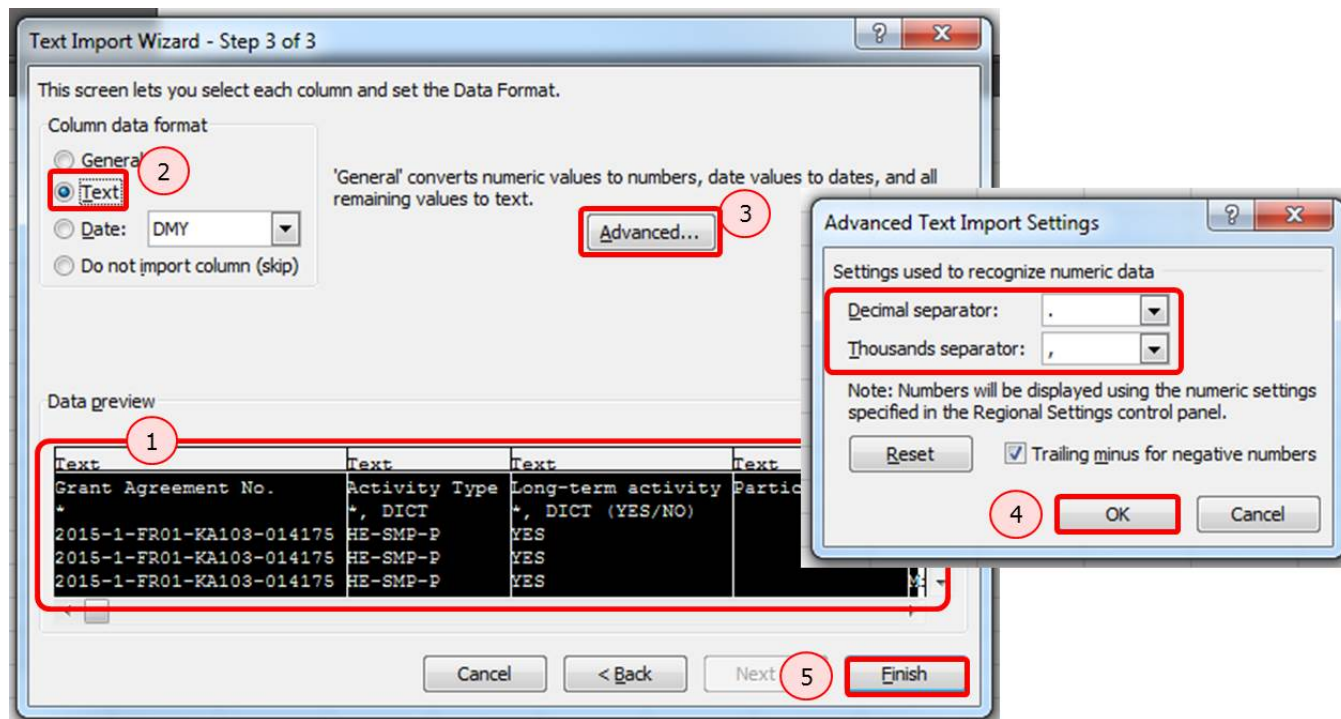 Text Import Wizard - Step 3 of 3
This screen lets you select each column and set the Data Format.
Column data format
General
2
Text
Date: DMY
Do not import column (skip)
'General' converts numeric values to numbers, date values to dates, and all
remaining values to text.
Advanced...
3
Data preview
1
Text Text Text Text
Grant Agreement No. Activity Type Long-term activity Partic
* *, DICT *, DICT (YES/NO)
2015-1-FR01-KA103-014175 HE-SMP-P YES
2015-1-FR01-KA103-014175 HE-SMP-P YES
2015-1-FR01-KA103-014175 HE-SMP-P YES
Cancel < Back Next 5 Finish
Advanced Text Import Settings
Settings used to recognize numeric data
Decimal separator: .
Thousands separator: ,
Note: Numbers will be displayed using the numeric settings
specified in the Regional Settings control panel.
Reset Trailing minus for negative numbers
4 OK Cancel